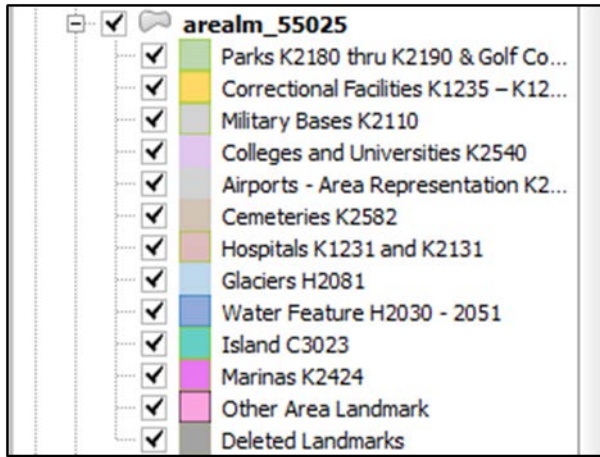 arealm_55025
Parks K2180 thru K2190 & Golf Co...
Correctional Facilities K1235 – K12...
Military Bases K2110
Colleges and Universities K2540
Airports - Area Representation K2...
Cemeteries K2582
Hospitals K1231 and K2131
Glaciers H2081
Water Feature H2030 - 2051
Island C3023
Marinas K2424
Other Area Landmark
Deleted Landmarks